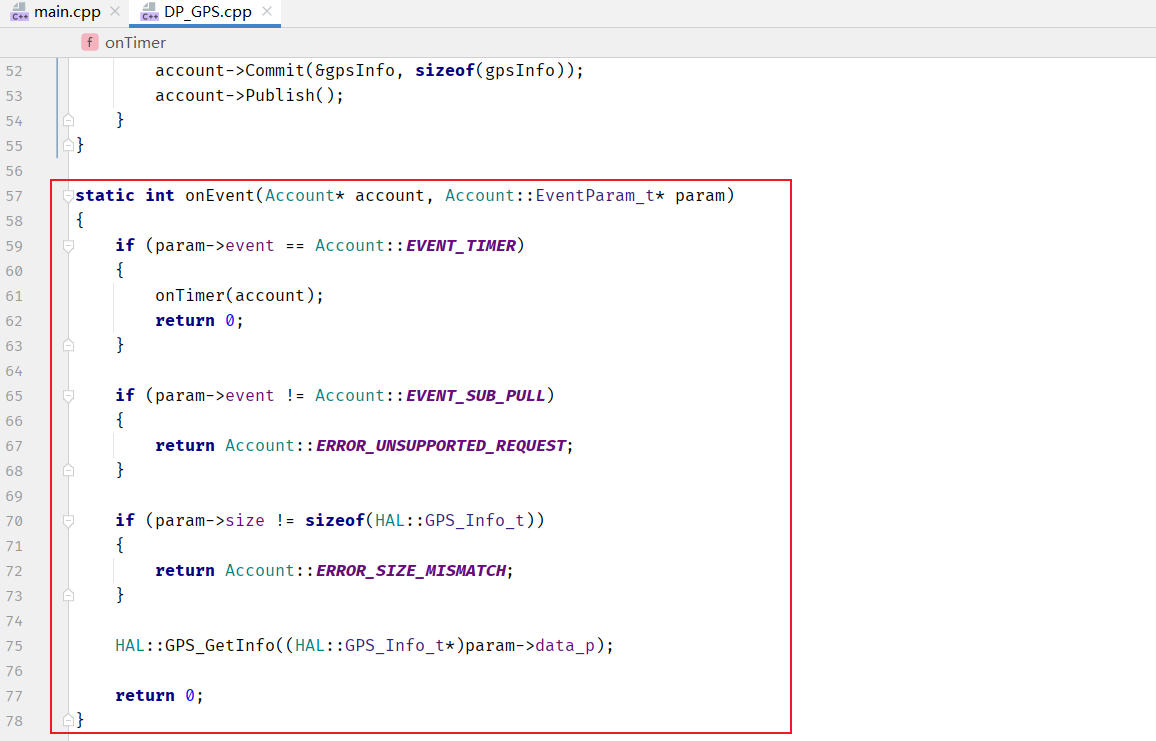 C++ main.cpp × C++ DP_GPS.cpp ×
f onTimer
52 account->Commit(&gpsInfo, sizeof(gpsInfo));
53 account->Publish();
54 }
55 }
56
57 static int onEvent(Account* account, Account::EventParam_t* param)
58 {
59 if (param->event == Account::EVENT_TIMER)
60 {
61 onTimer(account);
62 return 0;
63 }
64
65 if (param->event != Account::EVENT_SUB_PULL)
66 {
67 return Account::ERROR_UNSUPPORTED_REQUEST;
68 }
69
70 if (param->size != sizeof(HAL::GPS_Info_t))
71 {
72 return Account::ERROR_SIZE_MISMATCH;
73 }
74
75 HAL::GPS_GetInfo((HAL::GPS_Info_t*)param->data_p);
76
77 return 0;
78 }